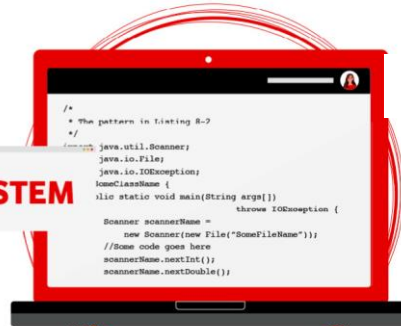 /*
* The pattern in Listing 8-2
*/
java.util.Scanner;
java.io.File;
java.io.IOException;
SomeClassName {
static void main(String args[])
throws IOException {
STEM
Scanner scannerName =
new Scanner(new File("SomeFileName"));
//Some code goes here
scannerName.nextInt();
scannerName.nextDouble();